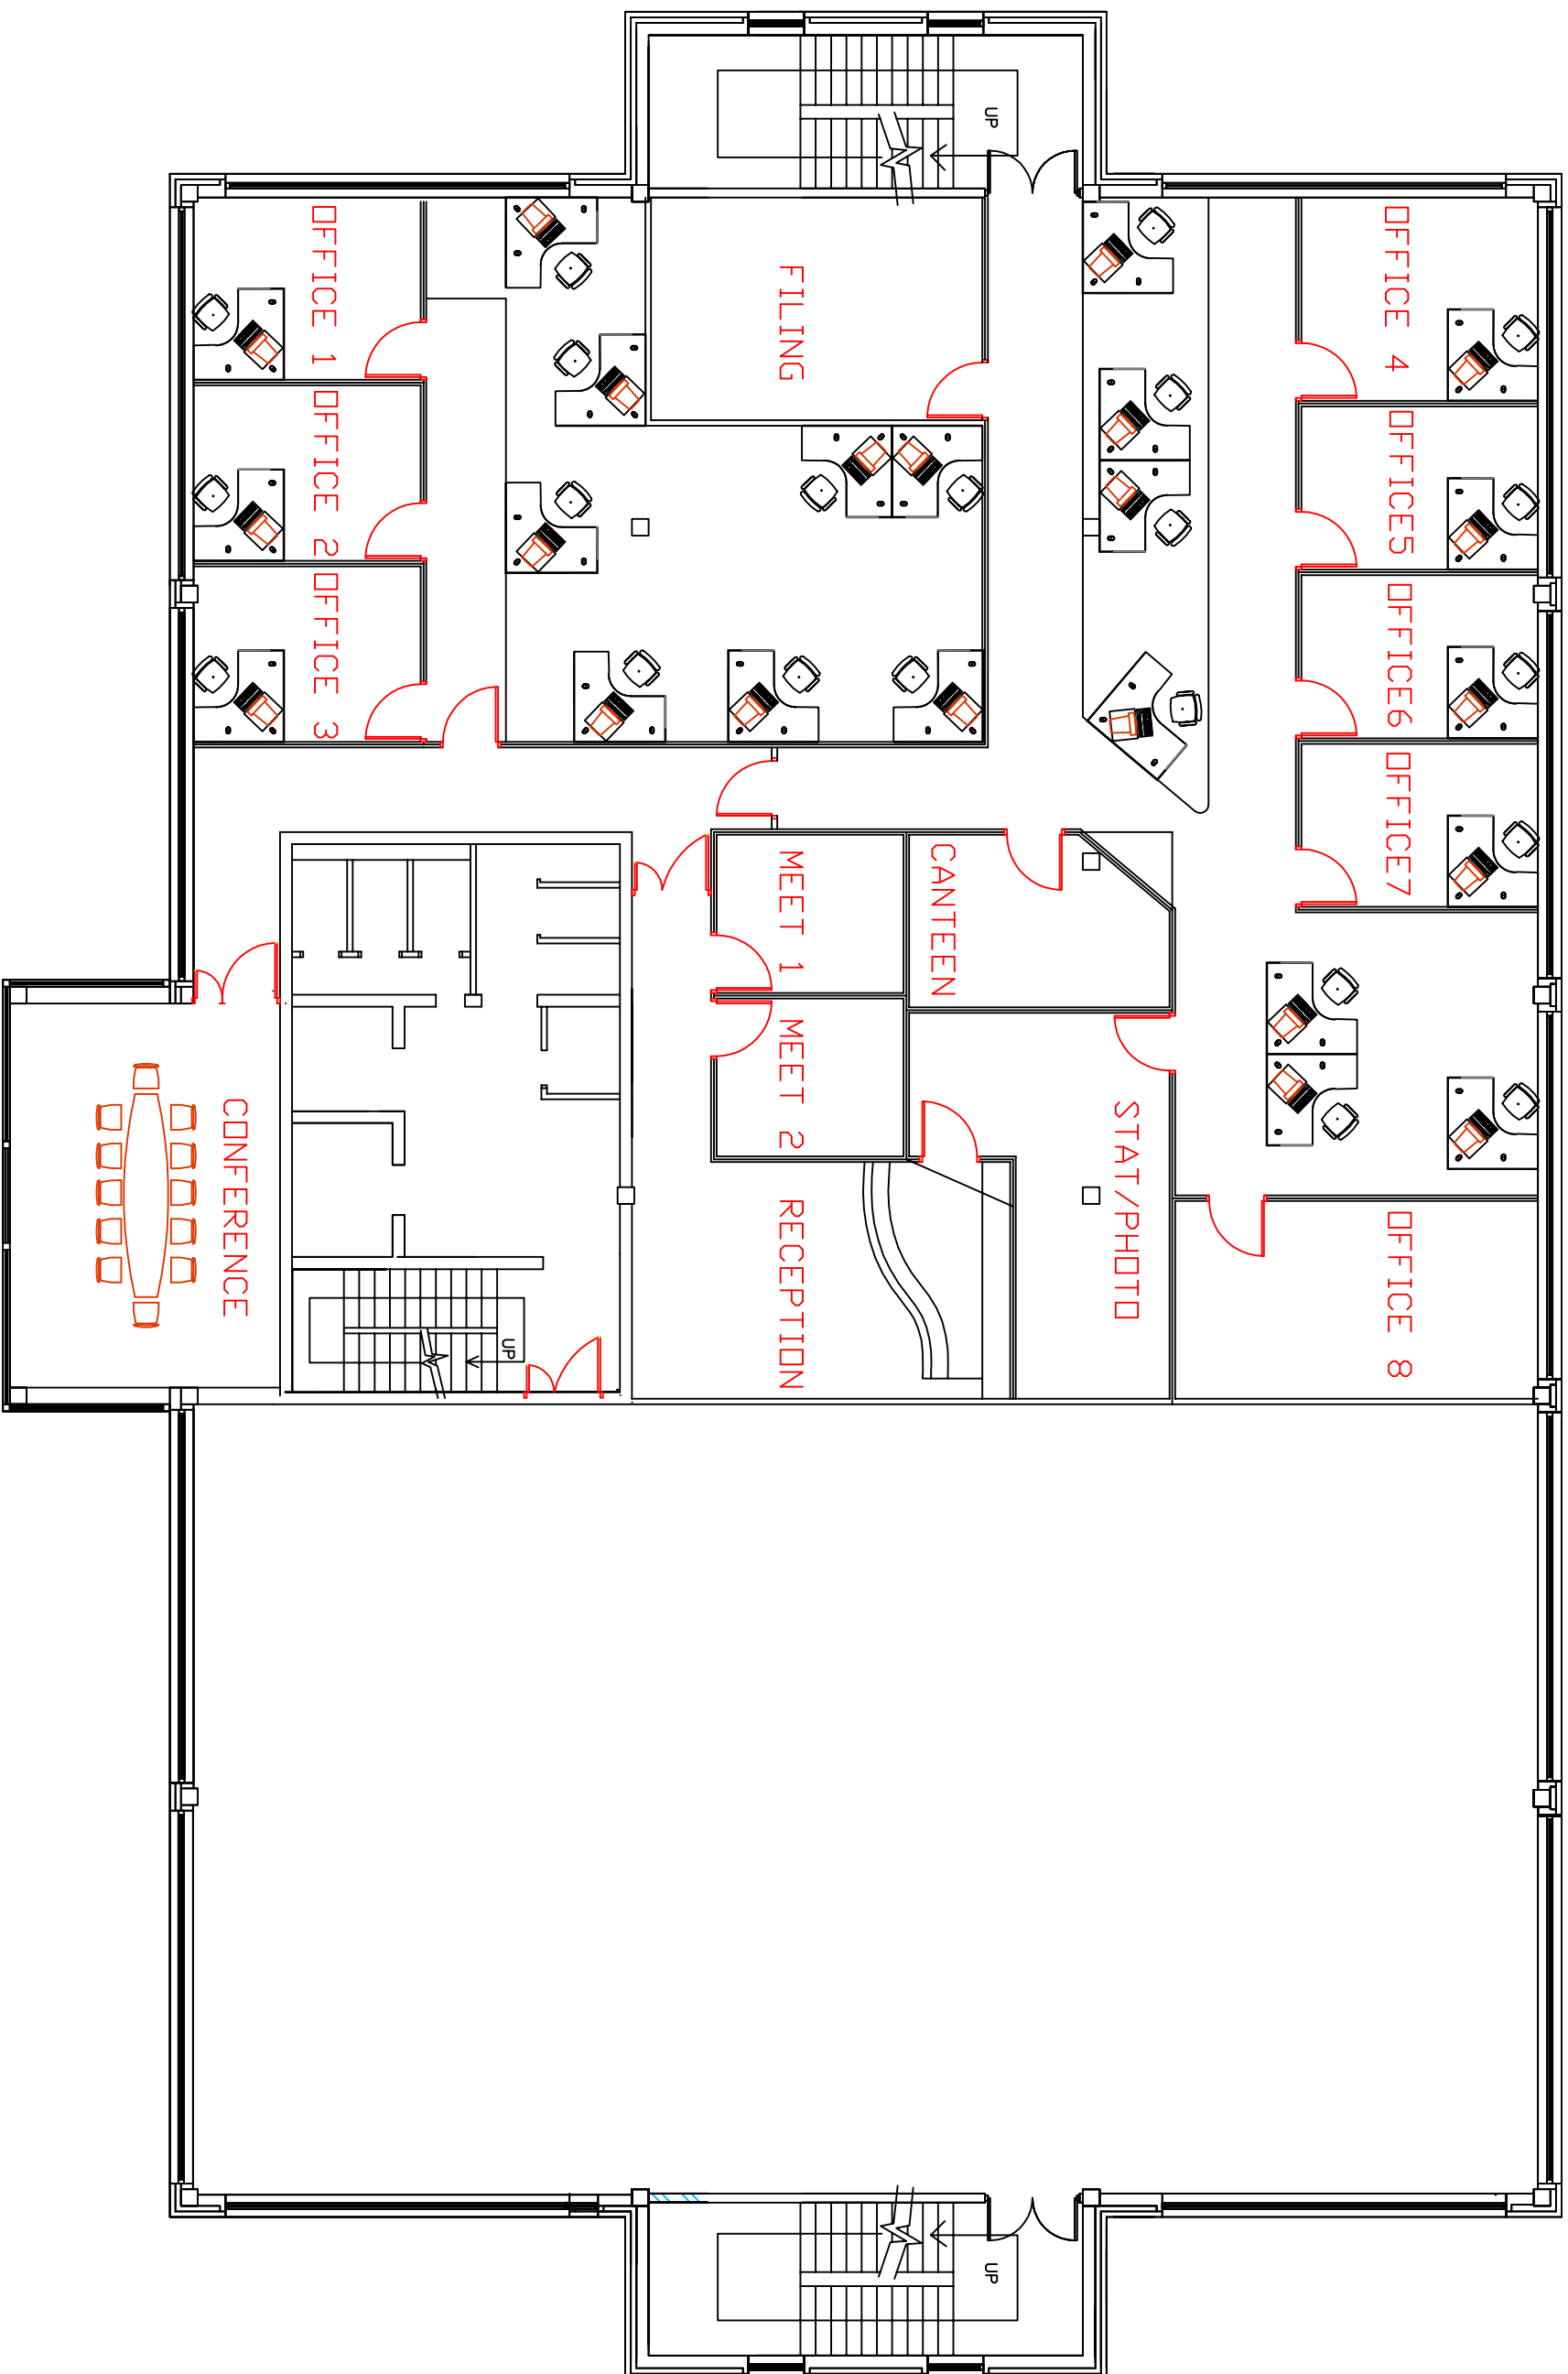 UP
OFFICE 1
OFFICE 2
OFFICE 3
FILING
OFFICE 4
OFFICE5
OFFICE6
OFFICE7
MEET 1
MEET 2
CANTEEN
STAT/PHOTO
RECEPTION
OFFICE 8
CONFERENCE
UP
UP